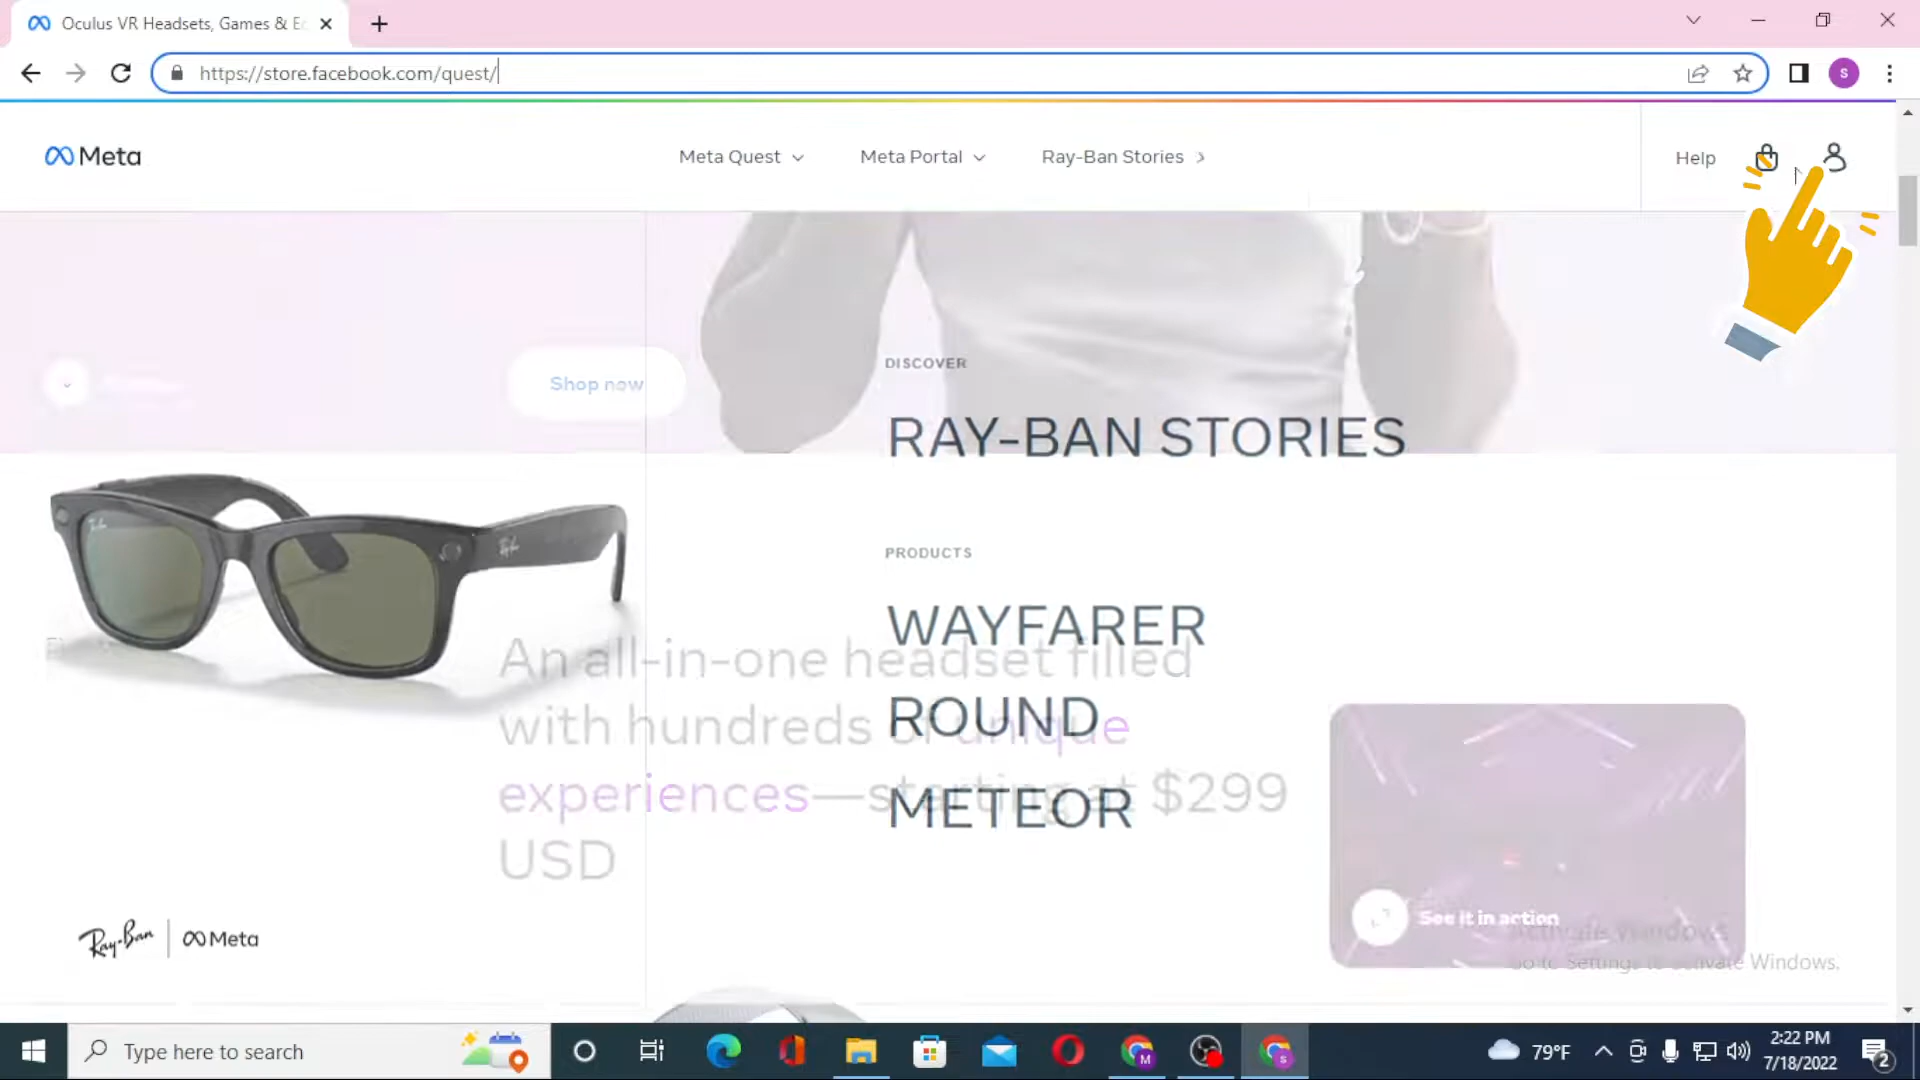 Oculus VR Headsets, Games & E
https://store.facebook.com/quest/
S
Meta
Meta Quest
Meta Portal
Ray-Ban Stories
Help
Shop now
DISCOVER
RAY-BAN STORIES
PRODUCTS
WAYFARER
ROUND
METEOR
An all-in-one headset filled
with hundreds of unique
experiences—starting at $299
USD
See it in action
Activate Windows
Go to Settings to activate Windows.
Ray-Ban
Meta
Type here to search
M
S
79°F
2:22 PM
7/18/2022
2